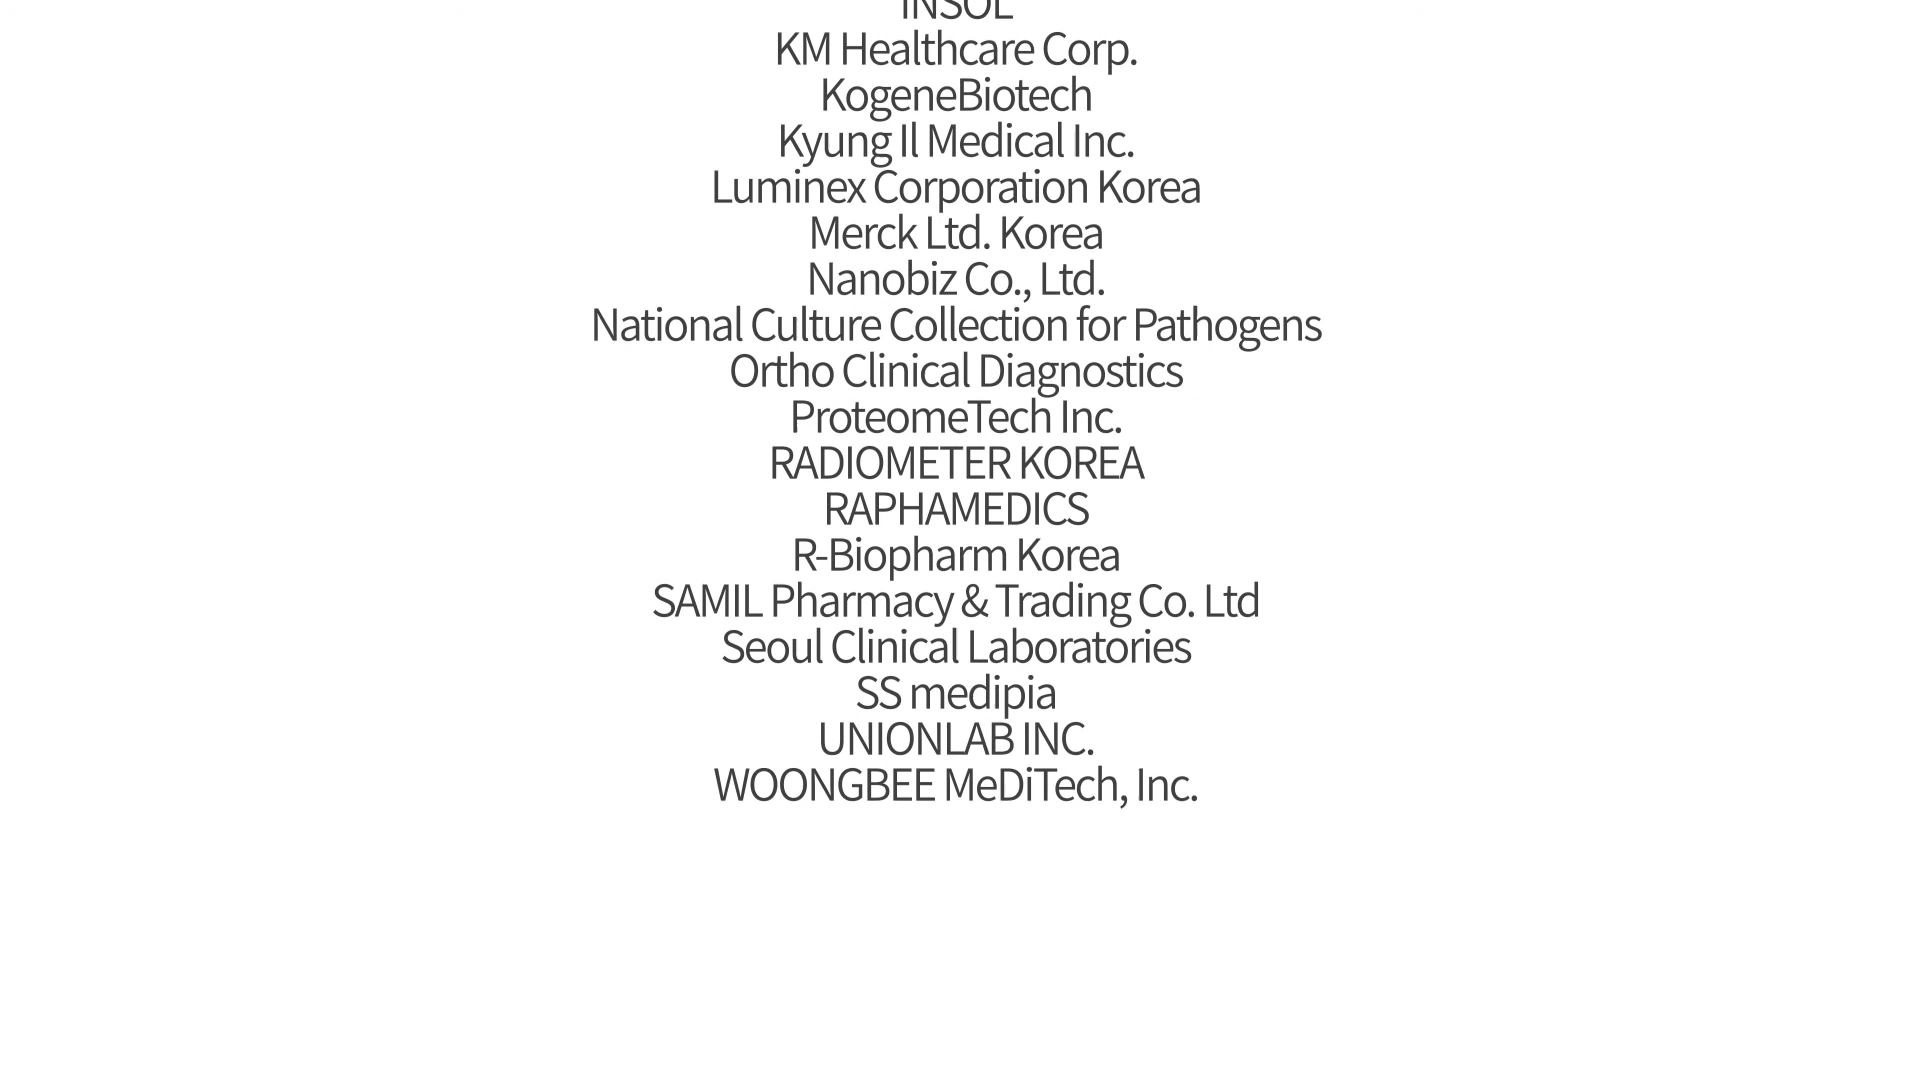 INSOL
KM Healthcare Corp.
KogeneBiotech
Kyung Il Medical Inc.
Luminex Corporation Korea
Merck Ltd. Korea
Nanobiz Co., Ltd.
National Culture Collection for Pathogens
Ortho Clinical Diagnostics
ProteomeTech Inc.
RADIOMETER KOREA
RAPHAMEDICS
R-Biopharm Korea
SAMIL Pharmacy & Trading Co. Ltd
Seoul Clinical Laboratories
SS medipia
UNIONLAB INC.
WOONGBEE MeDiTech, Inc.